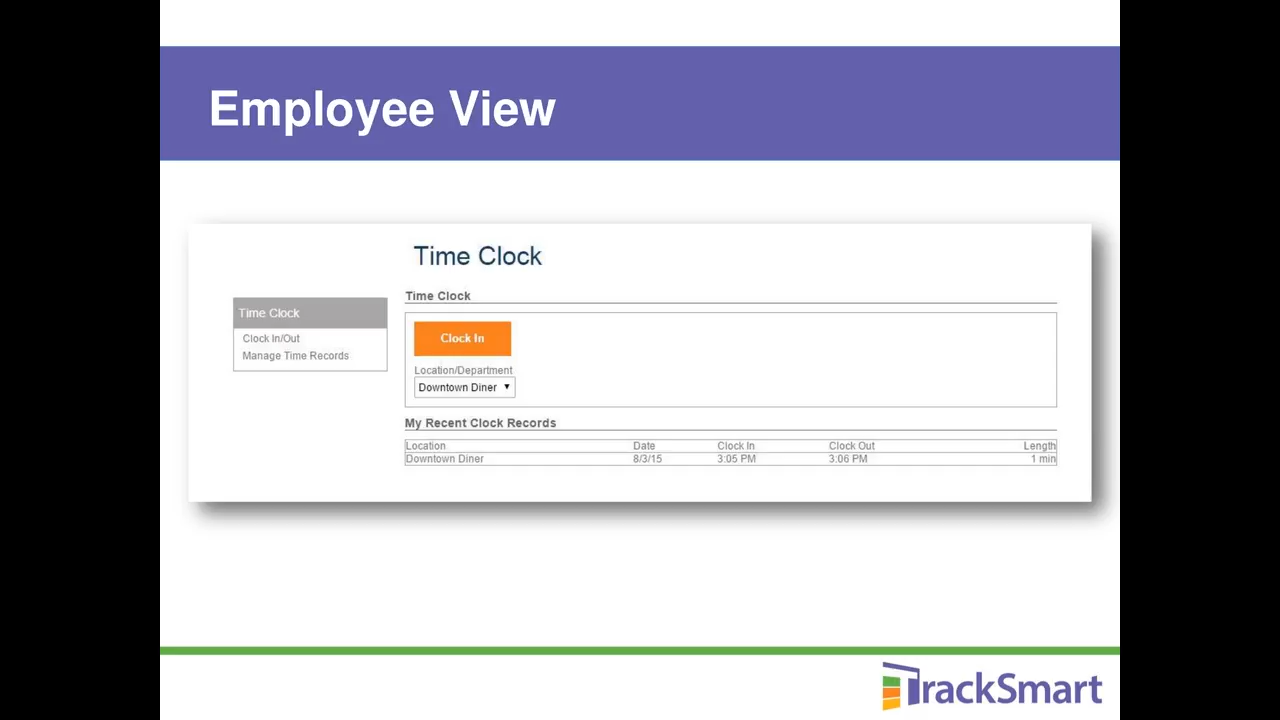 Employee View
Time Clock
Time Clock
Clock In/Out
Manage Time Records
Time Clock
Clock In
Location/Department
Downtown Diner
My Recent Clock Records
Location Date Clock In Clock Out Length
Downtown Diner 8/3/15 3:05 PM 3:06 PM 1 min
TrackSmart